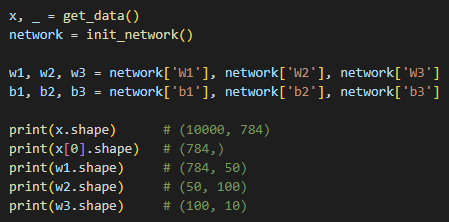 x, _ = get_data()
network = init_network()
w1, w2, w3 = network['W1'], network['W2'], network['W3']
b1, b2, b3 = network['b1'], network['b2'], network['b3']
print(x.shape)      # (10000, 784)
print(x[0].shape)   # (784,)
print(w1.shape)     # (784, 50)
print(w2.shape)     # (50, 100)
print(w3.shape)     # (100, 10)